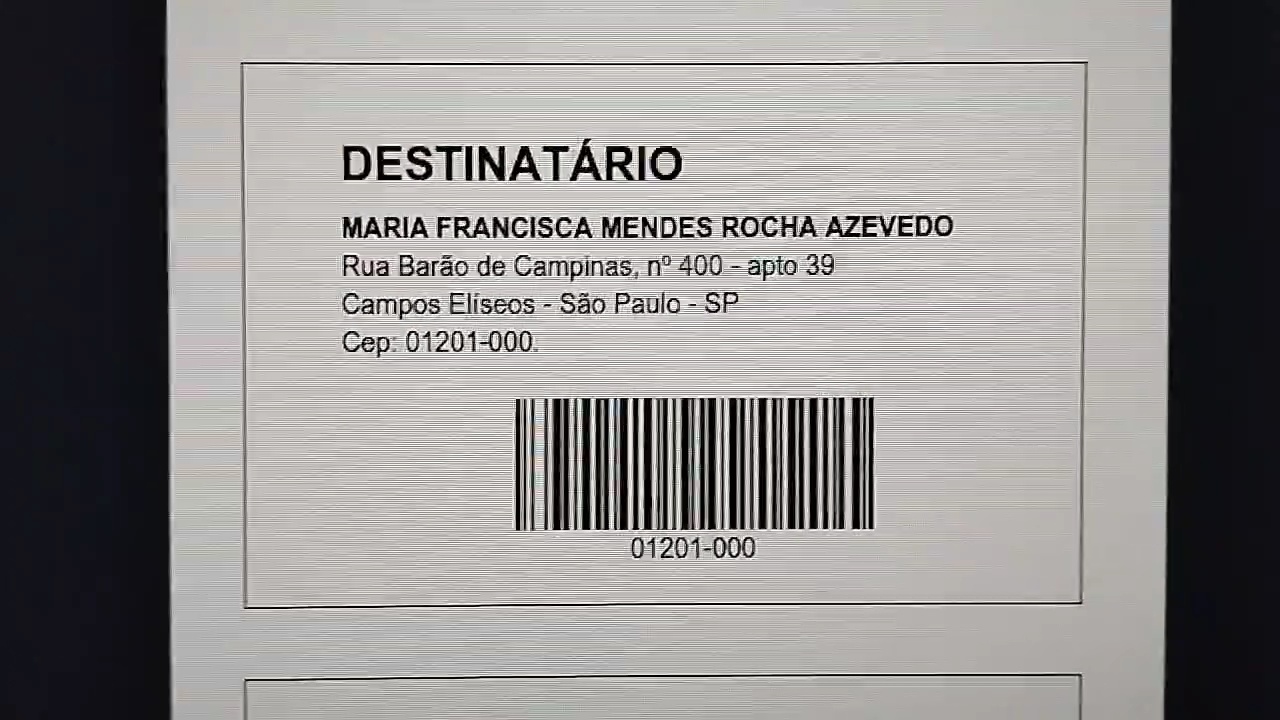 DESTINATÁRIO
MARIA FRANCISCA MENDES ROCHA AZEVEDO
Rua Barão de Campinas, nº 400 - apto 39
Campos Elíseos - São Paulo - SP
Cep: 01201-000.
01201-000